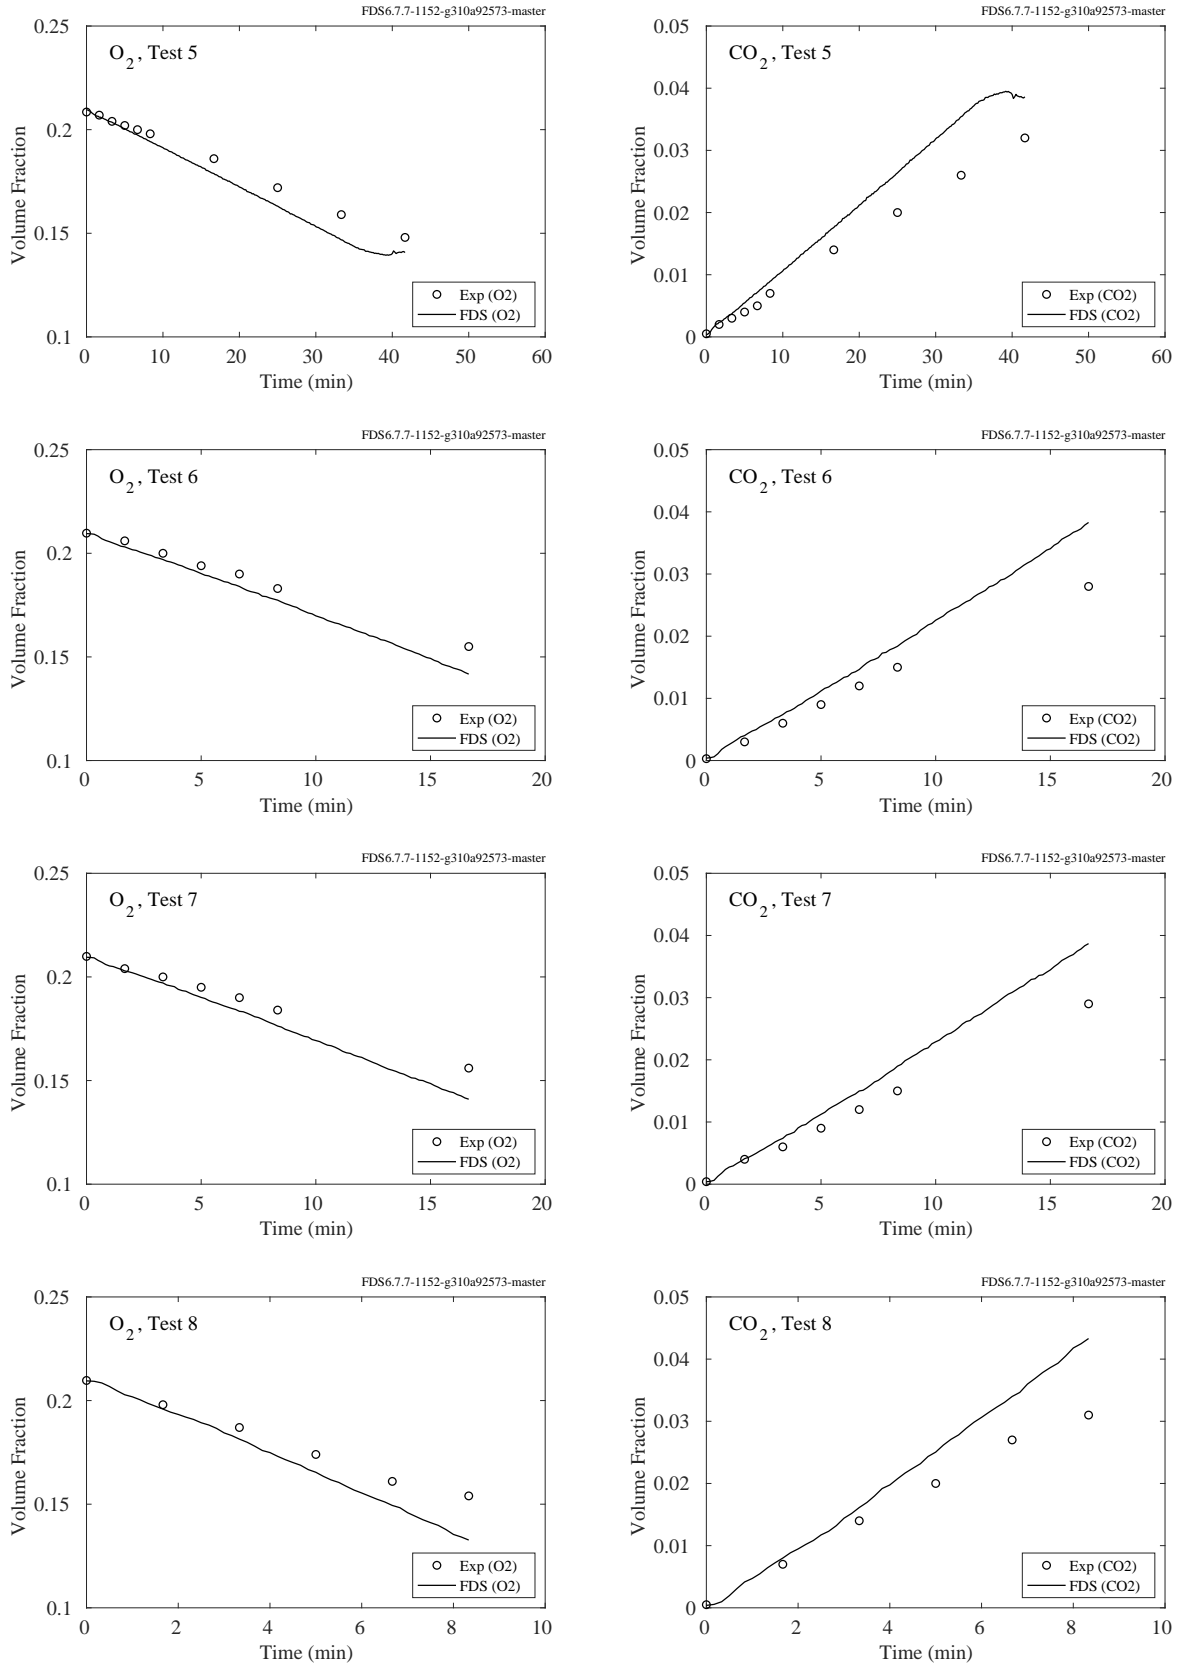 FDS6.7.7-1152-g310a92573-master
O2, Test 5
0.25
0.2
0.15
0.1
Volume Fraction
Exp (O2)
FDS (O2)
0 10 20 30 40 50 60
Time (min)
FDS6.7.7-1152-g310a92573-master
CO2, Test 5
0.05
0.04
0.03
0.02
0.01
0
Volume Fraction
Exp (CO2)
FDS (CO2)
0 10 20 30 40 50 60
Time (min)
FDS6.7.7-1152-g310a92573-master
O2, Test 6
0.25
0.2
0.15
0.1
Volume Fraction
Exp (O2)
FDS (O2)
0 5 10 15 20
Time (min)
FDS6.7.7-1152-g310a92573-master
CO2, Test 6
0.05
0.04
0.03
0.02
0.01
0
Volume Fraction
Exp (CO2)
FDS (CO2)
0 5 10 15 20
Time (min)
FDS6.7.7-1152-g310a92573-master
O2, Test 7
0.25
0.2
0.15
0.1
Volume Fraction
Exp (O2)
FDS (O2)
0 5 10 15 20
Time (min)
FDS6.7.7-1152-g310a92573-master
CO2, Test 7
0.05
0.04
0.03
0.02
0.01
0
Volume Fraction
Exp (CO2)
FDS (CO2)
0 5 10 15 20
Time (min)
FDS6.7.7-1152-g310a92573-master
O2, Test 8
0.25
0.2
0.15
0.1
Volume Fraction
Exp (O2)
FDS (O2)
0 2 4 6 8 10
Time (min)
FDS6.7.7-1152-g310a92573-master
CO2, Test 8
0.05
0.04
0.03
0.02
0.01
0
Volume Fraction
Exp (CO2)
FDS (CO2)
0 2 4 6 8 10
Time (min)